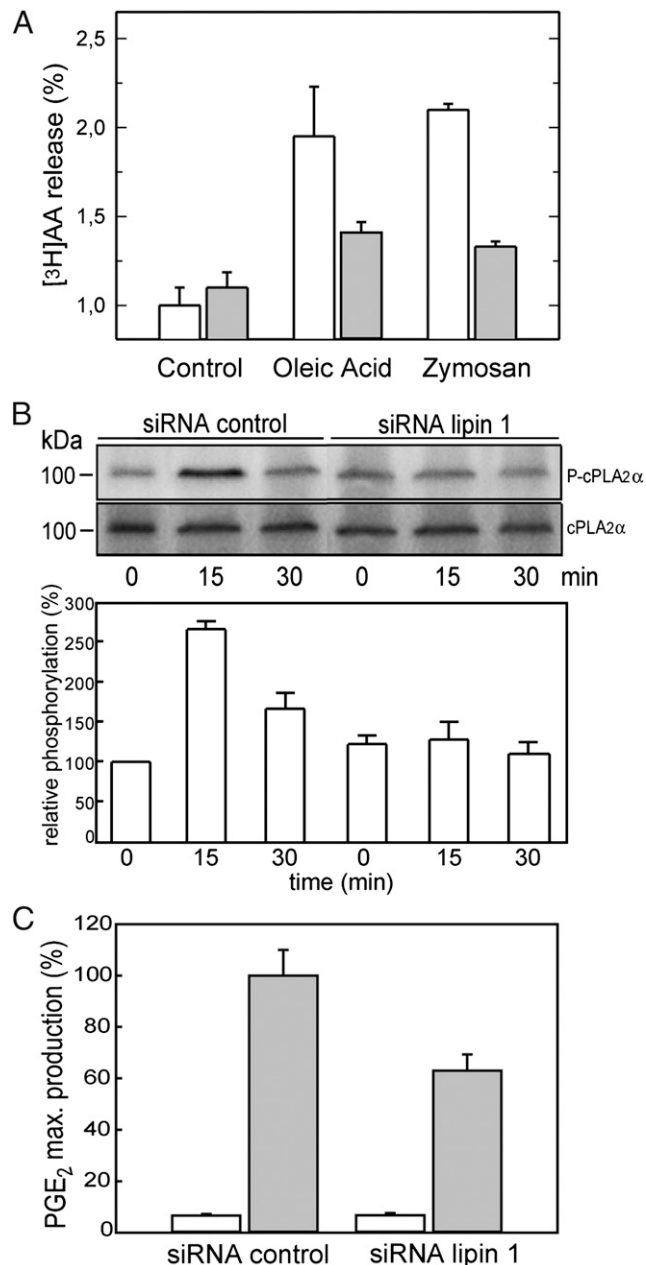 A
[3H]AA release (%)
2,5
2,0
1,5
1,0
Control Oleic Acid Zymosan
B
siRNA control siRNA lipin 1
kDa
100 P-cPLA2α
100 cPLA2α
0 15 30 0 15 30 min
relative phosphorylation (%)
300
250
200
150
100
50
0
0 15 30 0 15 30
time (min)
C
PGE2 max. production (%)
120
100
80
60
40
20
0
siRNA control siRNA lipin 1